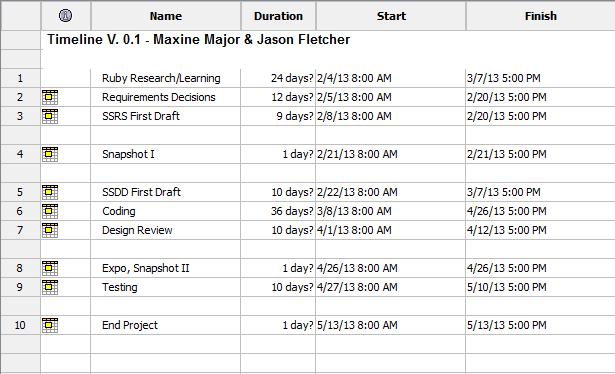 Name Duration Start Finish
Timeline V. 0.1 - Maxine Major & Jason Fletcher
1 Ruby Research/Learning 24 days? 2/4/13 8:00 AM 3/7/13 5:00 PM
2 Requirements Decisions 12 days? 2/5/13 8:00 AM 2/20/13 5:00 PM
3 SSRS First Draft 9 days? 2/8/13 8:00 AM 2/20/13 5:00 PM
4 Snapshot I 1 day? 2/21/13 8:00 AM 2/21/13 5:00 PM
5 SSDD First Draft 10 days? 2/22/13 8:00 AM 3/7/13 5:00 PM
6 Coding 36 days? 3/8/13 8:00 AM 4/26/13 5:00 PM
7 Design Review 10 days? 4/1/13 8:00 AM 4/12/13 5:00 PM
8 Expo, Snapshot II 1 day? 4/26/13 8:00 AM 4/26/13 5:00 PM
9 Testing 10 days? 4/27/13 8:00 AM 5/10/13 5:00 PM
10 End Project 1 day? 5/13/13 8:00 AM 5/13/13 5:00 PM